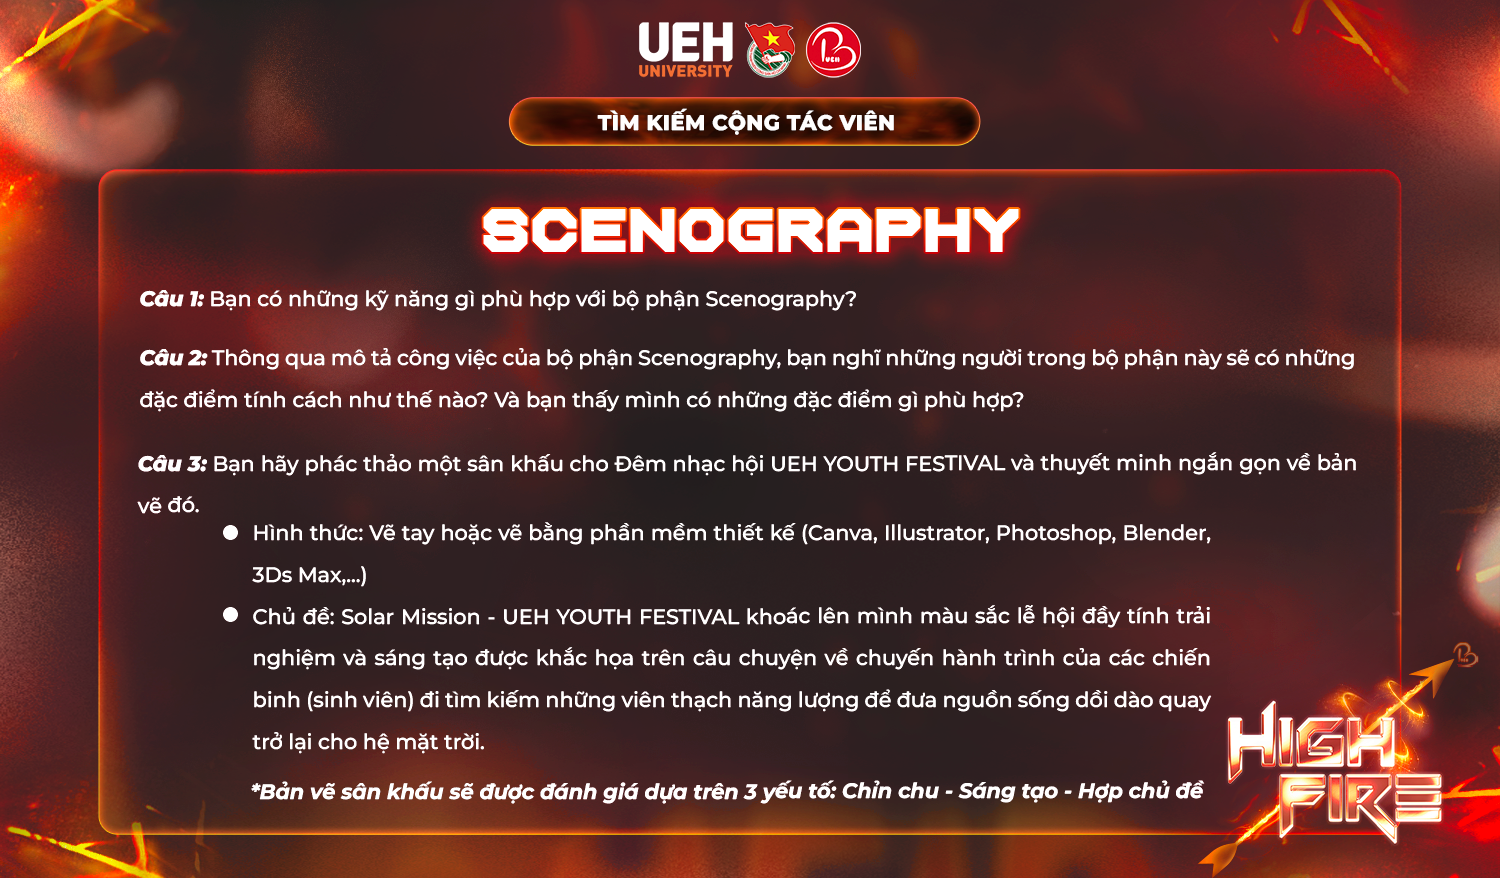 UEH
UNIVERSITY
B
UEH
TÌM KIẾM CỘNG TÁC VIÊN
SCENOGRAPHY
Câu 1: Bạn có những kỹ năng gì phù hợp với bộ phận Scenography?
Câu 2: Thông qua mô tả công việc của bộ phận Scenography, bạn nghĩ những người trong bộ phận này sẽ có những
đặc điểm tính cách như thế nào? Và bạn thấy mình có những đặc điểm gì phù hợp?
Câu 3: Bạn hãy phác thảo một sân khấu cho Đêm nhạc hội UEH YOUTH FESTIVAL và thuyết minh ngắn gọn về bản
vẽ đó.
● Hình thức: Vẽ tay hoặc vẽ bằng phần mềm thiết kế (Canva, Illustrator, Photoshop, Blender,
3Ds Max,...)
● Chủ đề: Solar Mission - UEH YOUTH FESTIVAL khoác lên mình màu sắc lễ hội đầy tính trải
nghiệm và sáng tạo được khắc họa trên câu chuyện về chuyến hành trình của các chiến
binh (sinh viên) đi tìm kiếm những viên thạch năng lượng để đưa nguồn sống dồi dào quay
trở lại cho hệ mặt trời.
*Bản vẽ sân khấu sẽ được đánh giá dựa trên 3 yếu tố: Chỉn chu - Sáng tạo - Hợp chủ đề
HIGH
FIRE